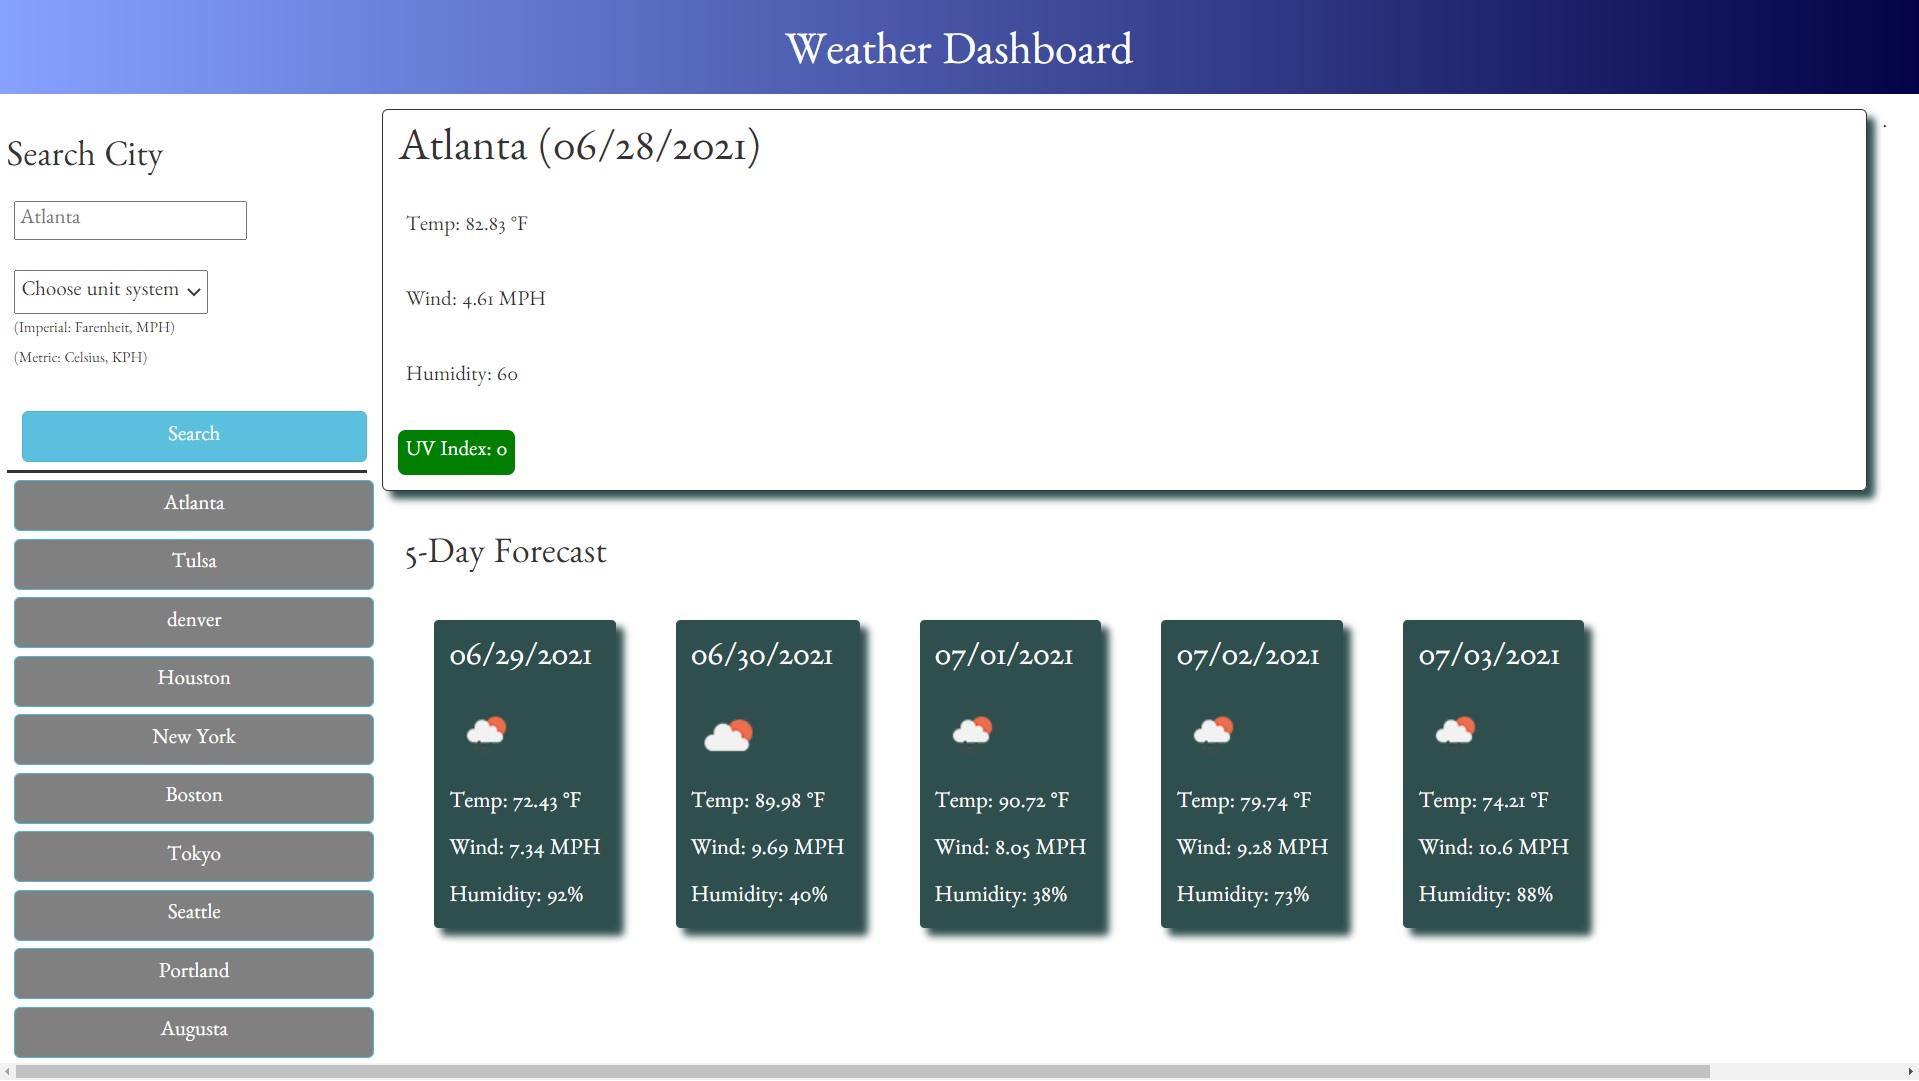 Weather Dashboard
Search City
Atlanta
Choose unit system
(Imperial: Farenheit, MPH)
(Metric: Celsius, KPH)
Search
Atlanta
Tulsa
denver
Houston
New York
Boston
Tokyo
Seattle
Portland
Augusta
Atlanta (06/28/2021)
.
Temp: 82.83 °F
Wind: 4.61 MPH
Humidity: 60
UV Index: 0
5-Day Forecast
06/29/2021
Temp: 72.43 °F
Wind: 7.34 MPH
Humidity: 92%
06/30/2021
Temp: 89.98 °F
Wind: 9.69 MPH
Humidity: 40%
07/01/2021
Temp: 90.72 °F
Wind: 8.05 MPH
Humidity: 38%
07/02/2021
Temp: 79.74 °F
Wind: 9.28 MPH
Humidity: 73%
07/03/2021
Temp: 74.21 °F
Wind: 10.6 MPH
Humidity: 88%